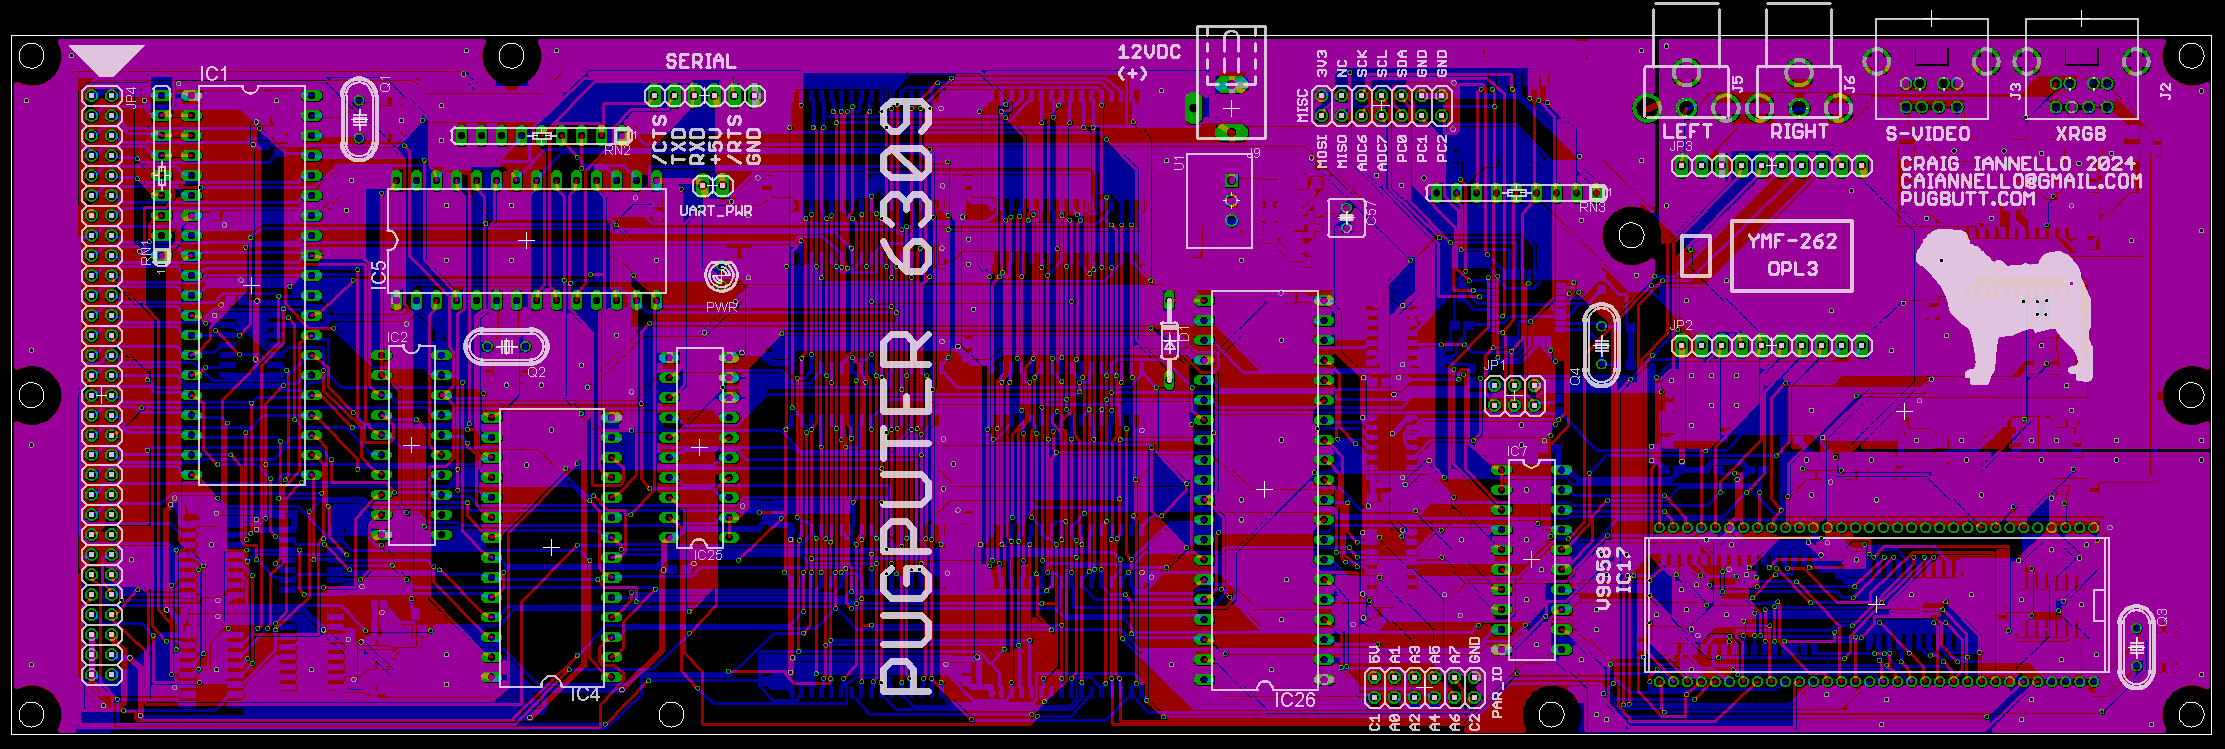 IC1
JP4
Q1
SERIAL
/CTS
TXD
RXD
+5V
/RTS
GND
RN2
UART_PWR
RN1
1
IC5
PWR
IC2
Q2
IC4
IC25
PUGPUTER 6309
12VDC
(+)
J9
U1
C57
D1
IC26
MISC
3V3
NC
SCK
SCL
SDA
GND
GND
MOSI
MISO
ADC6
ADC7
PC0
PC1
PC2
RN3
1
JP1
Q4
IC7
5V
A1
A3
A5
A7
GND
C1
A0
A2
A4
A6
C2
PAR_IO
LEFT
J5
RIGHT
J6
S-VIDEO
J3
XRGB
J2
CRAIG IANNELLO 2024
CAIANNELLO@GMAIL.COM
PUGBUTT.COM
JP3
YMF-262
OPL3
JP2
V9958
IC17
Q3